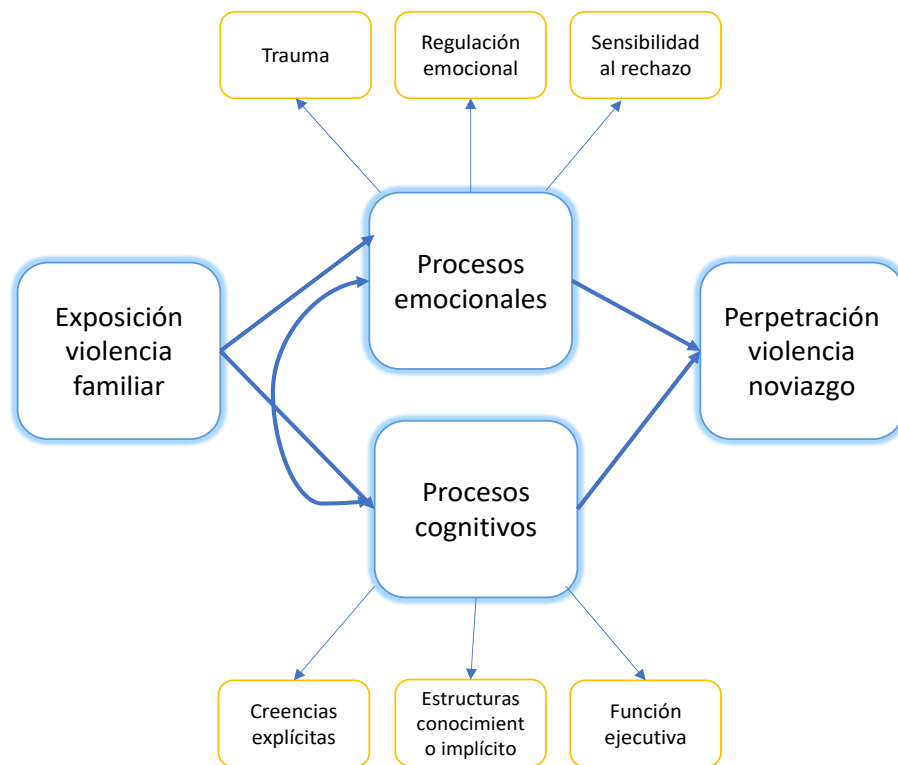 Trauma
Regulación
emocional
Sensibilidad
al rechazo
Procesos
emocionales
Exposición
violencia
familiar
Perpetración
violencia
noviazgo
Procesos
cognitivos
Creencias
explícitas
Estructuras
conocimient
o implícito
Función
ejecutiva